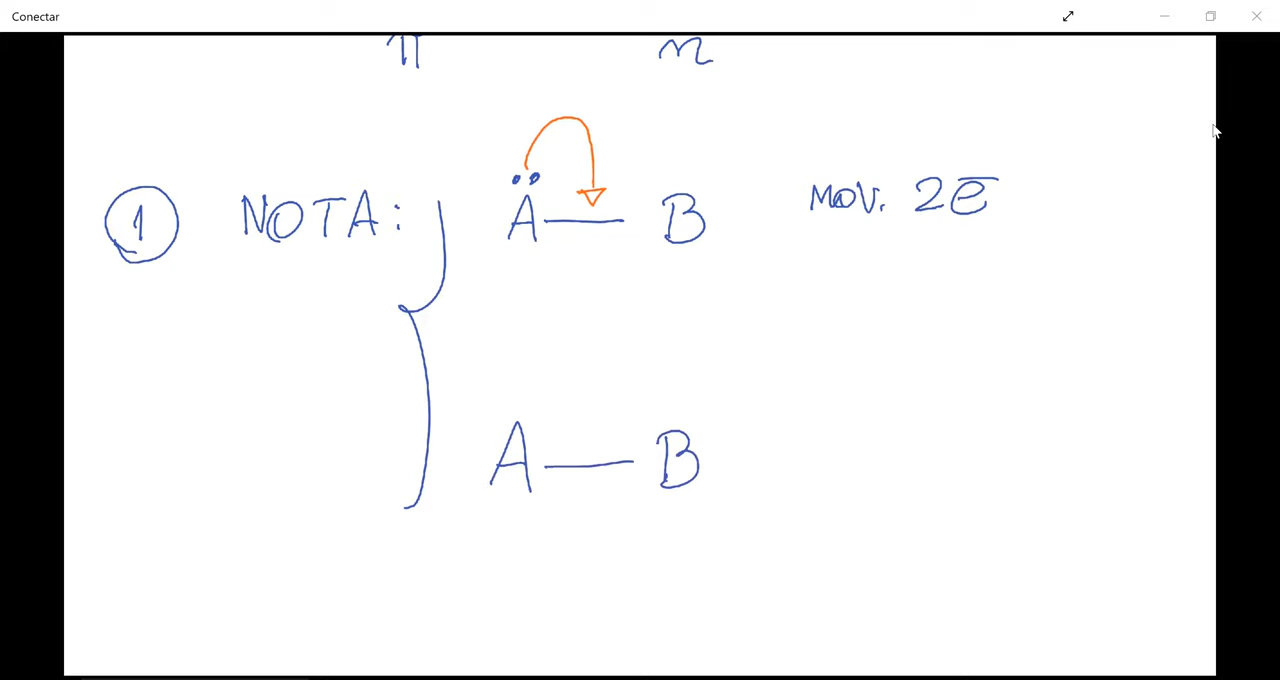 Conectar
π n
1 NOTA: Ä — B MOV. 2e̅
A — B